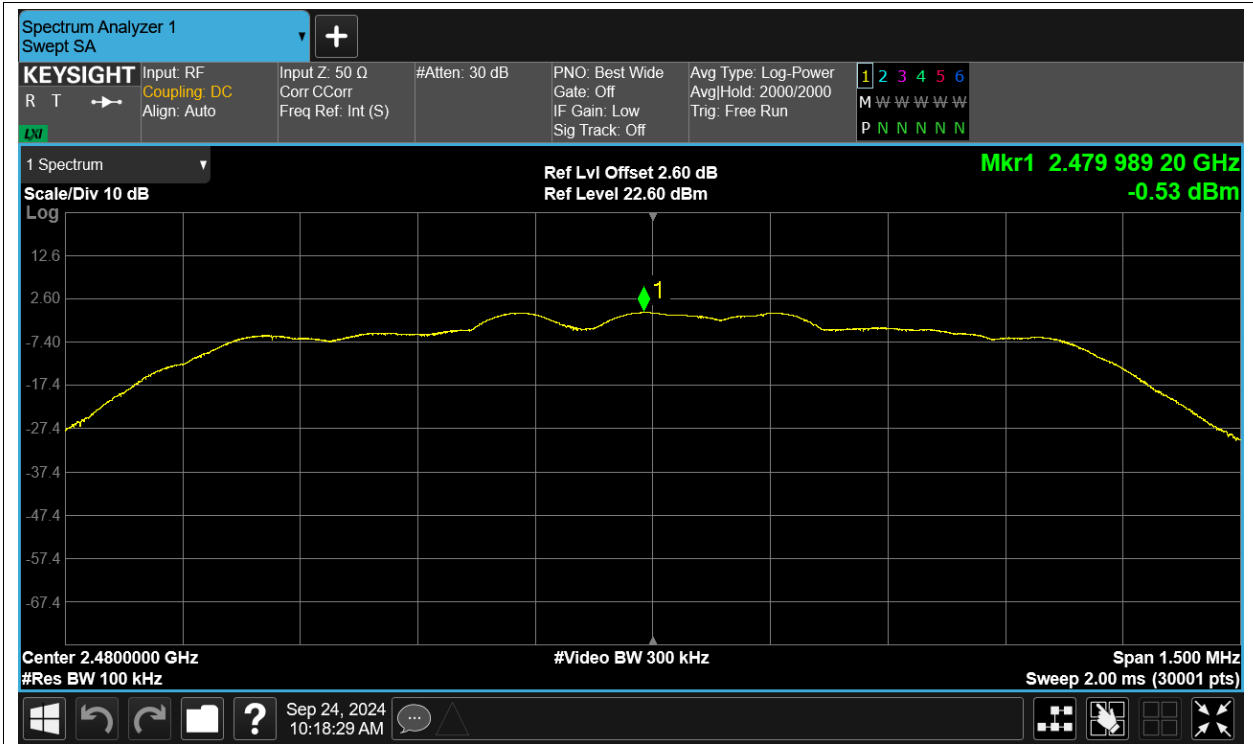 Spectrum Analyzer 1
Swept SA
KEYSIGHT
R T
LXI
Input: RF
Coupling: DC
Align: Auto
Input Z: 50 Ω
Corr CCorr
Freq Ref: Int (S)
#Atten: 30 dB
PNO: Best Wide
Gate: Off
IF Gain: Low
Sig Track: Off
Avg Type: Log-Power
Avg|Hold: 2000/2000
Trig: Free Run
1 2 3 4 5 6
M W W W W W
P N N N N N
1 Spectrum
Scale/Div 10 dB
Log
Ref Lvl Offset 2.60 dB
Ref Level 22.60 dBm
Mkr1 2.479 989 20 GHz
-0.53 dBm
12.6
2.60
-7.40
-17.4
-27.4
-37.4
-47.4
-57.4
-67.4
1
Center 2.4800000 GHz
#Video BW 300 kHz
Span 1.500 MHz
#Res BW 100 kHz
Sweep 2.00 ms (30001 pts)
?
Sep 24, 2024
10:18:29 AM